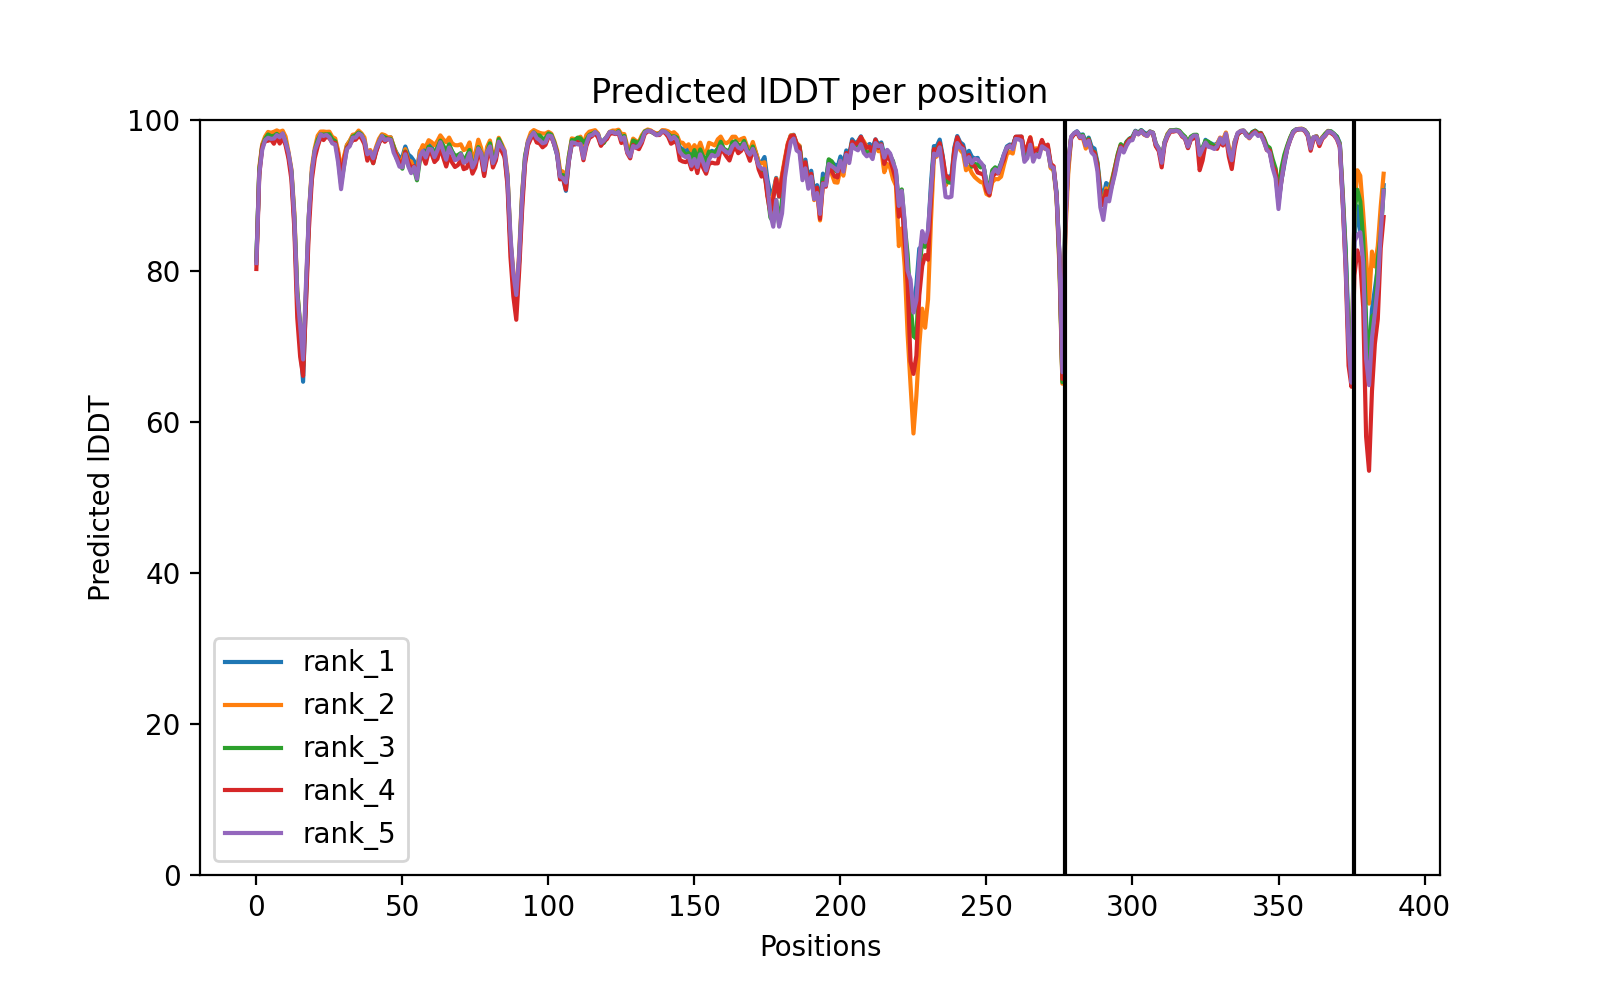 Predicted lDDT per position
100
80
60
40
20
0
Predicted lDDT
rank_1
rank_2
rank_3
rank_4
rank_5
0 50 100 150 200 250 300 350 400
Positions